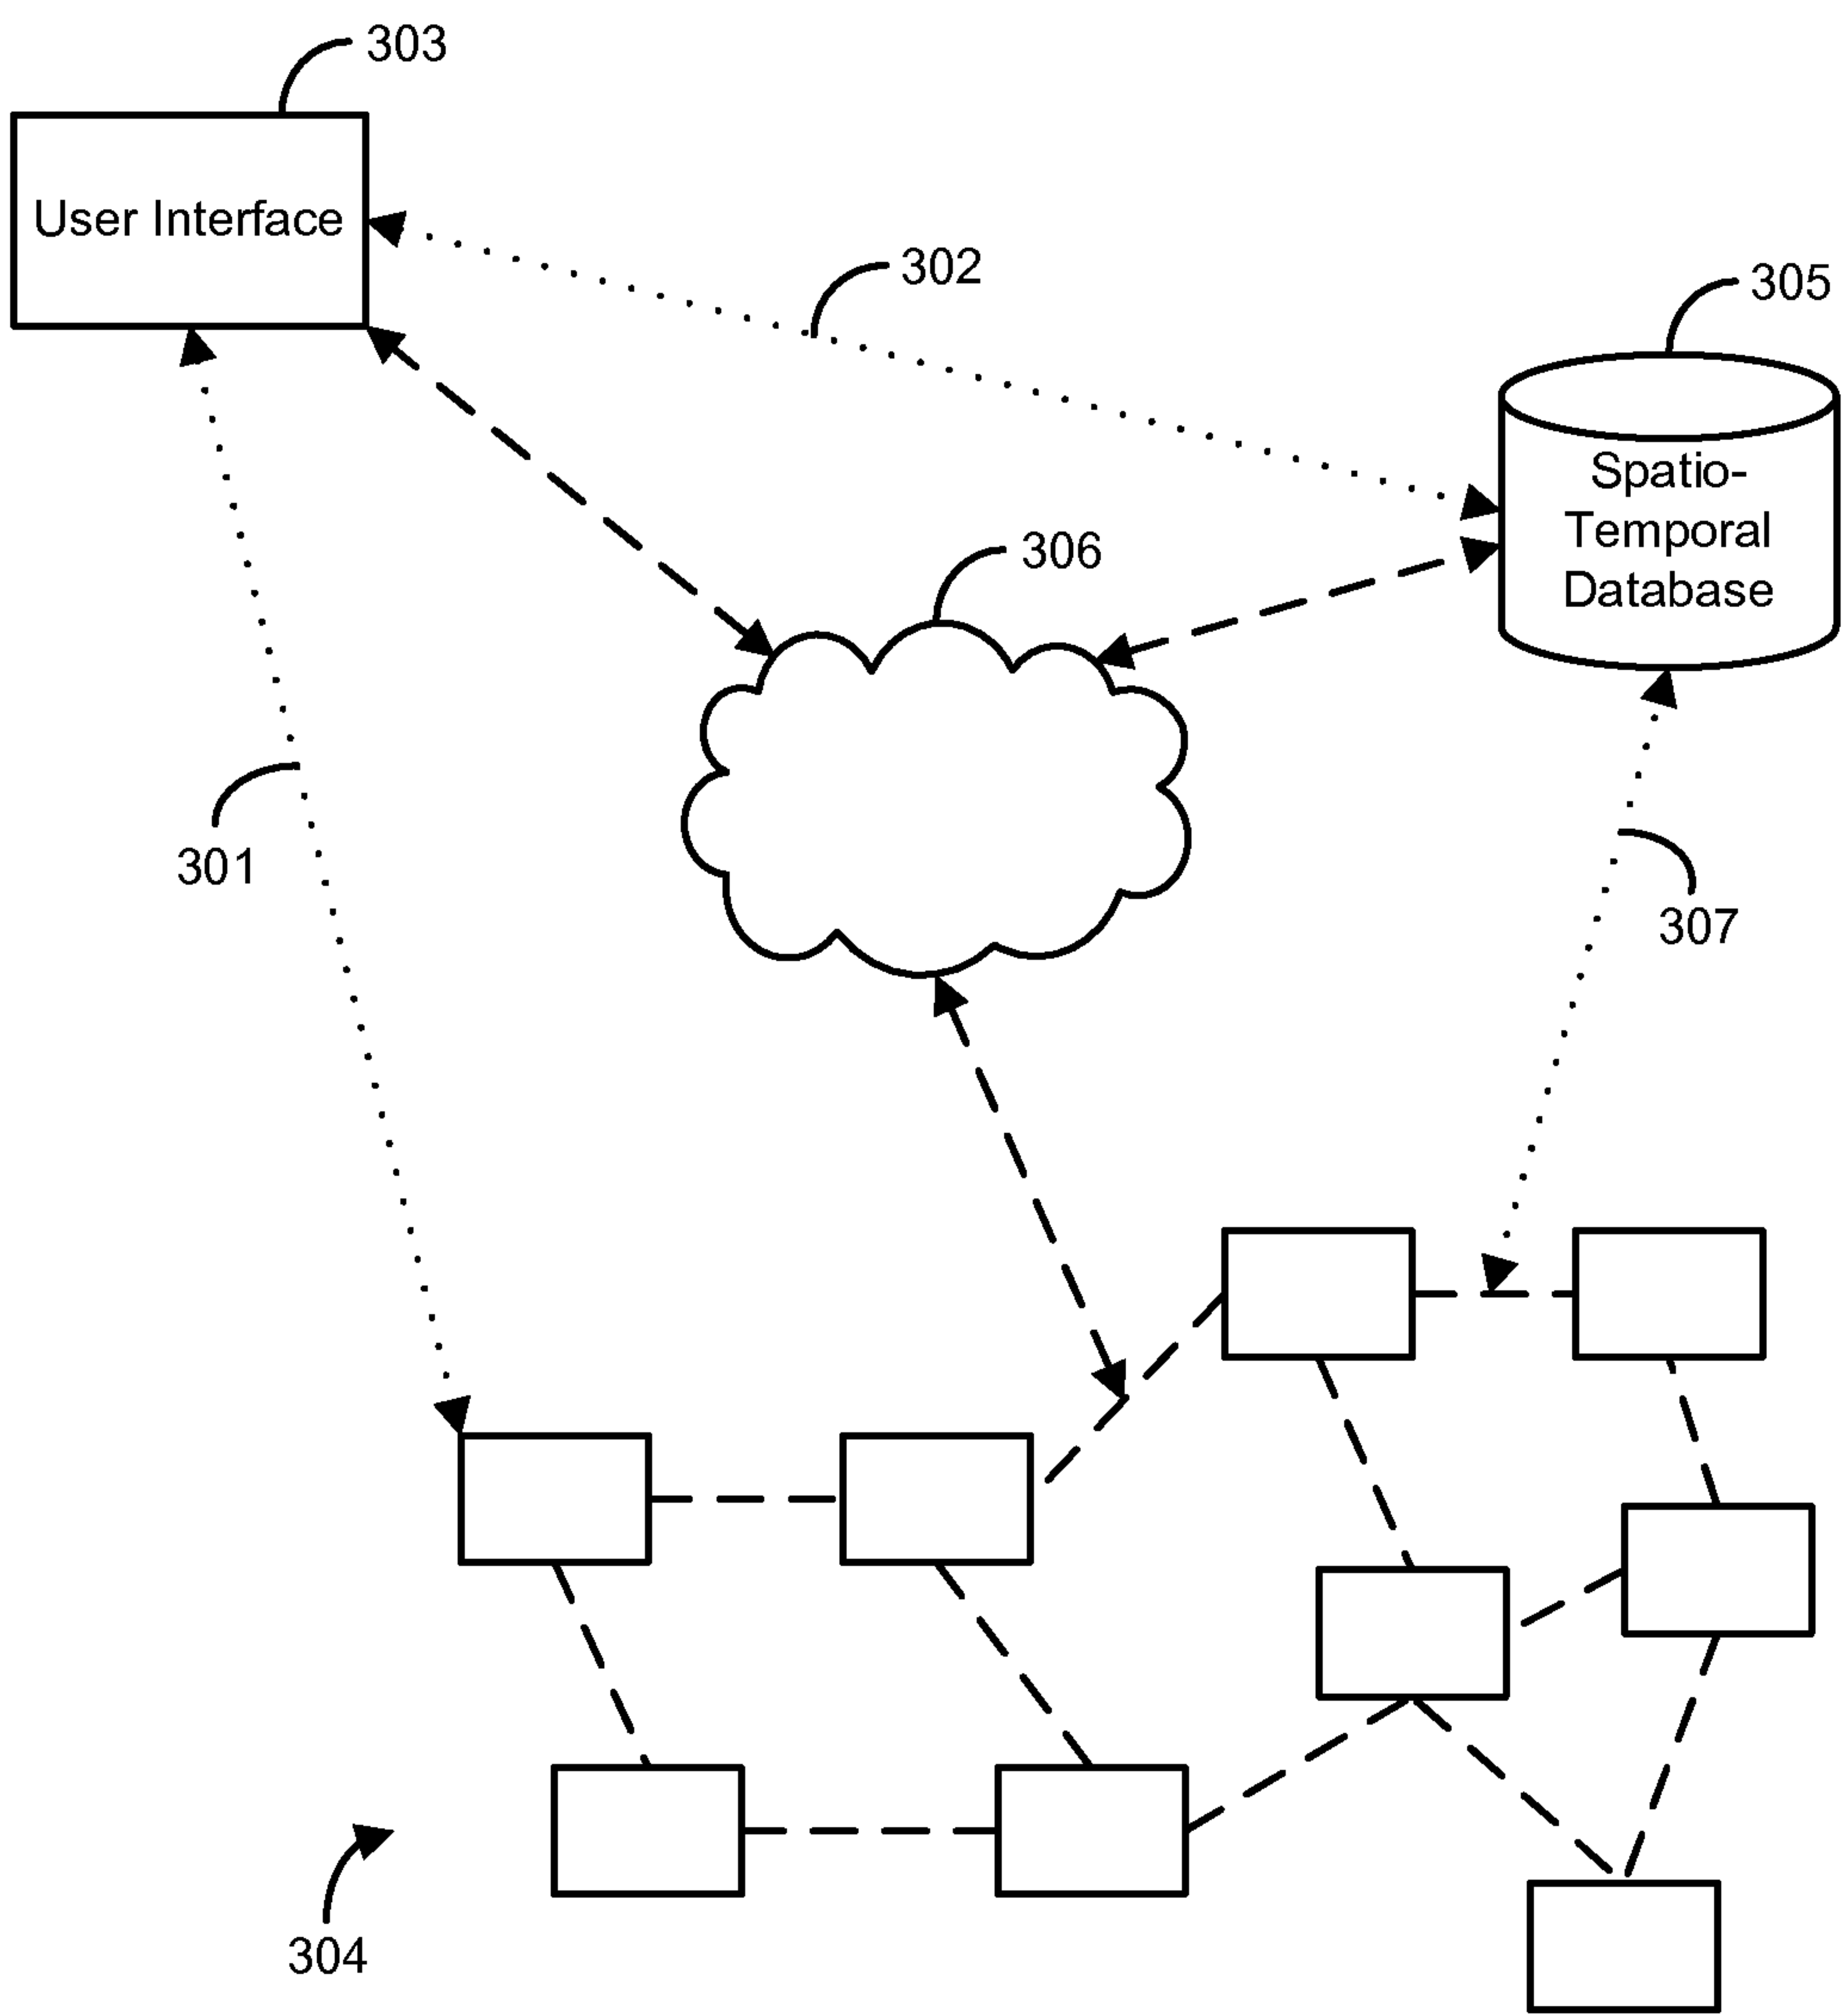 303
User Interface
302
305
Spatio-
Temporal
Database
306
301
307
304